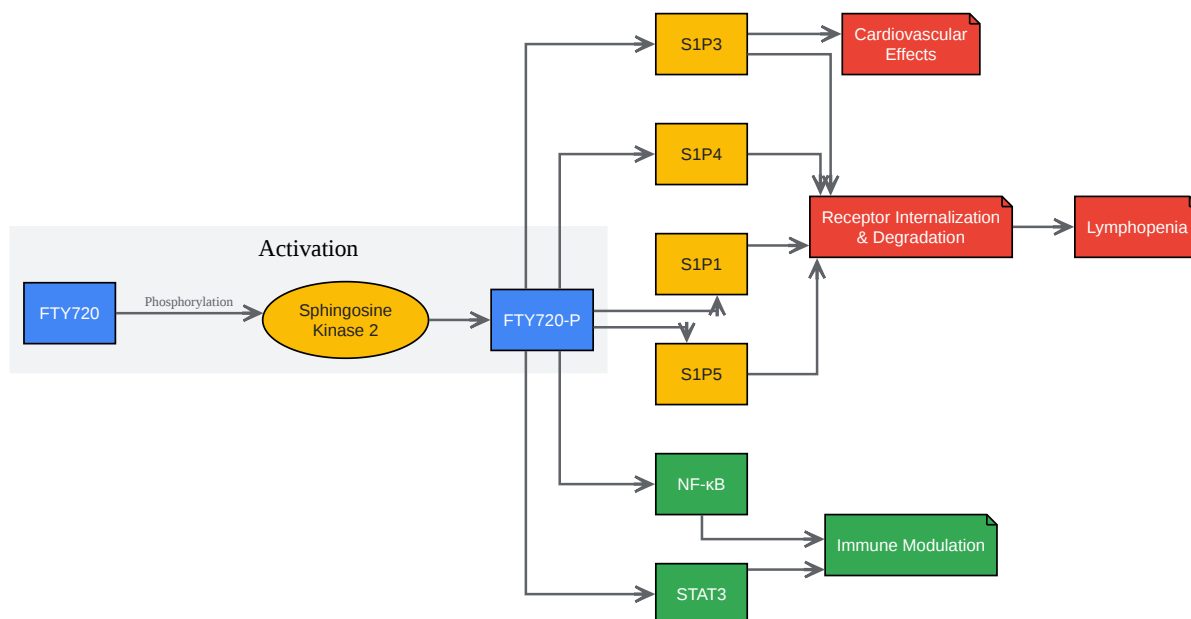 S1P3
Cardiovascular
Effects
S1P4
Receptor Internalization
& Degradation
Lymphopenia
Activation
S1P1
FTY720
Phosphorylation
Sphingosine
Kinase 2
FTY720-P
S1P5
NF-κB
Immune Modulation
STAT3